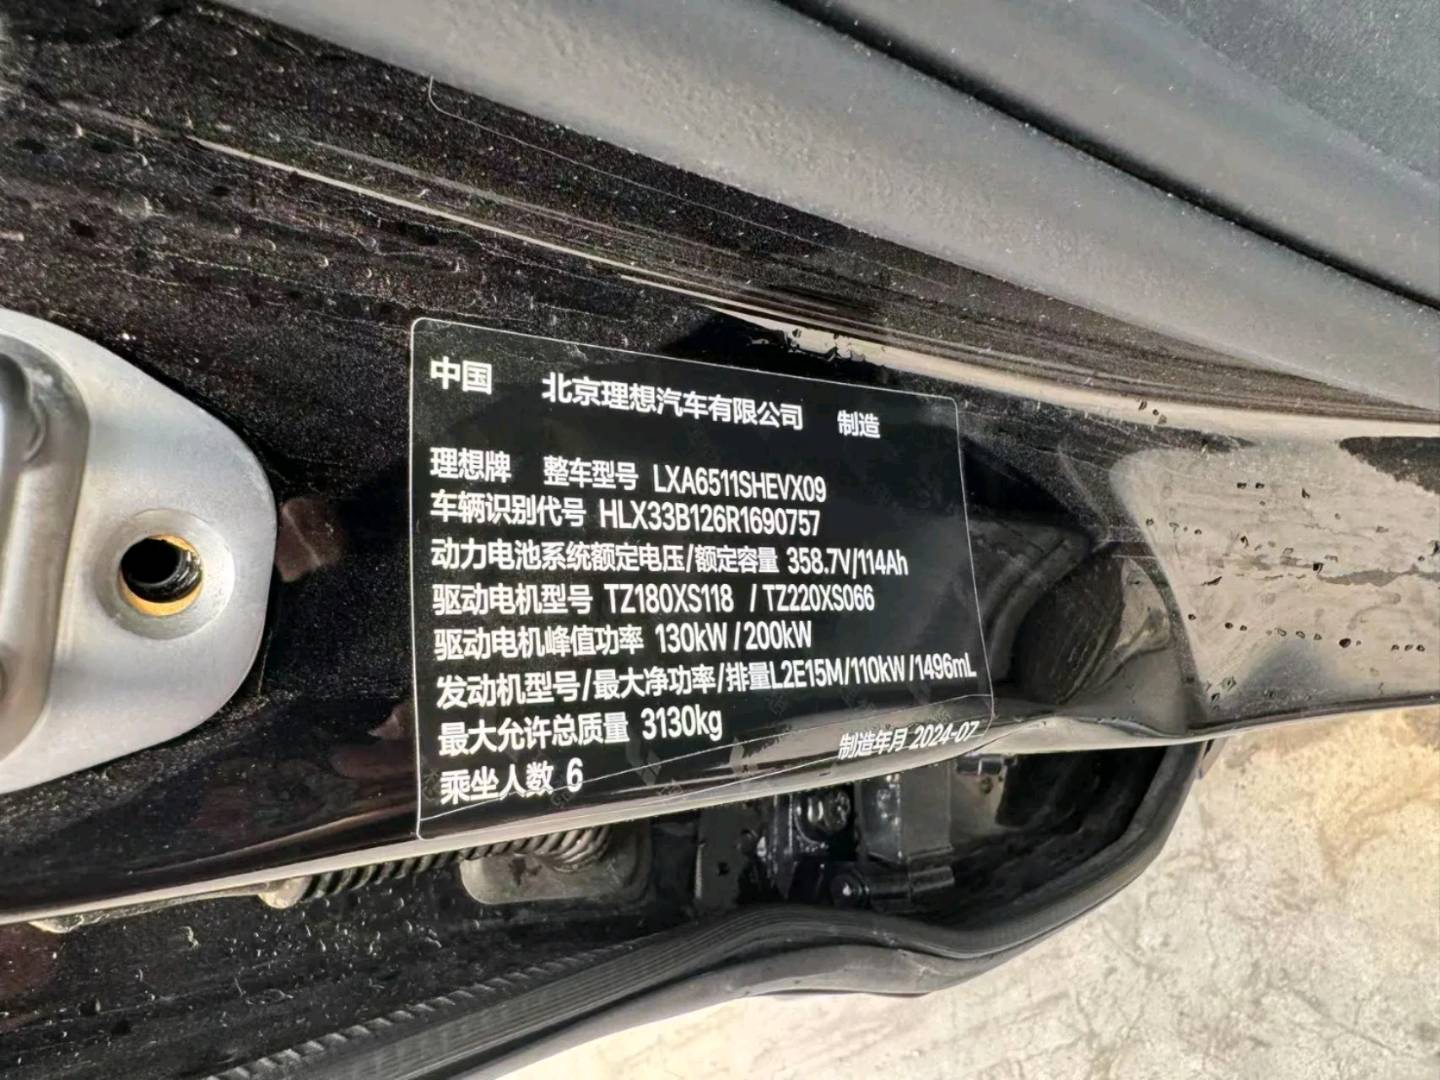 中国 北京理想汽车有限公司 制造
理想牌 整车型号 LXA6511SHEVX09
车辆识别代号 HLX33B126R1690757
动力电池系统额定电压/额定容量 358.7V/114Ah
驱动电机型号 TZ180XS118 /TZ220XS066
驱动电机峰值功率 130kW /200kW
发动机型号/最大净功率/排量L2E15M/110kW/1496mL
最大允许总质量 3130kg
乘坐人数 6 制造年月 2024-07